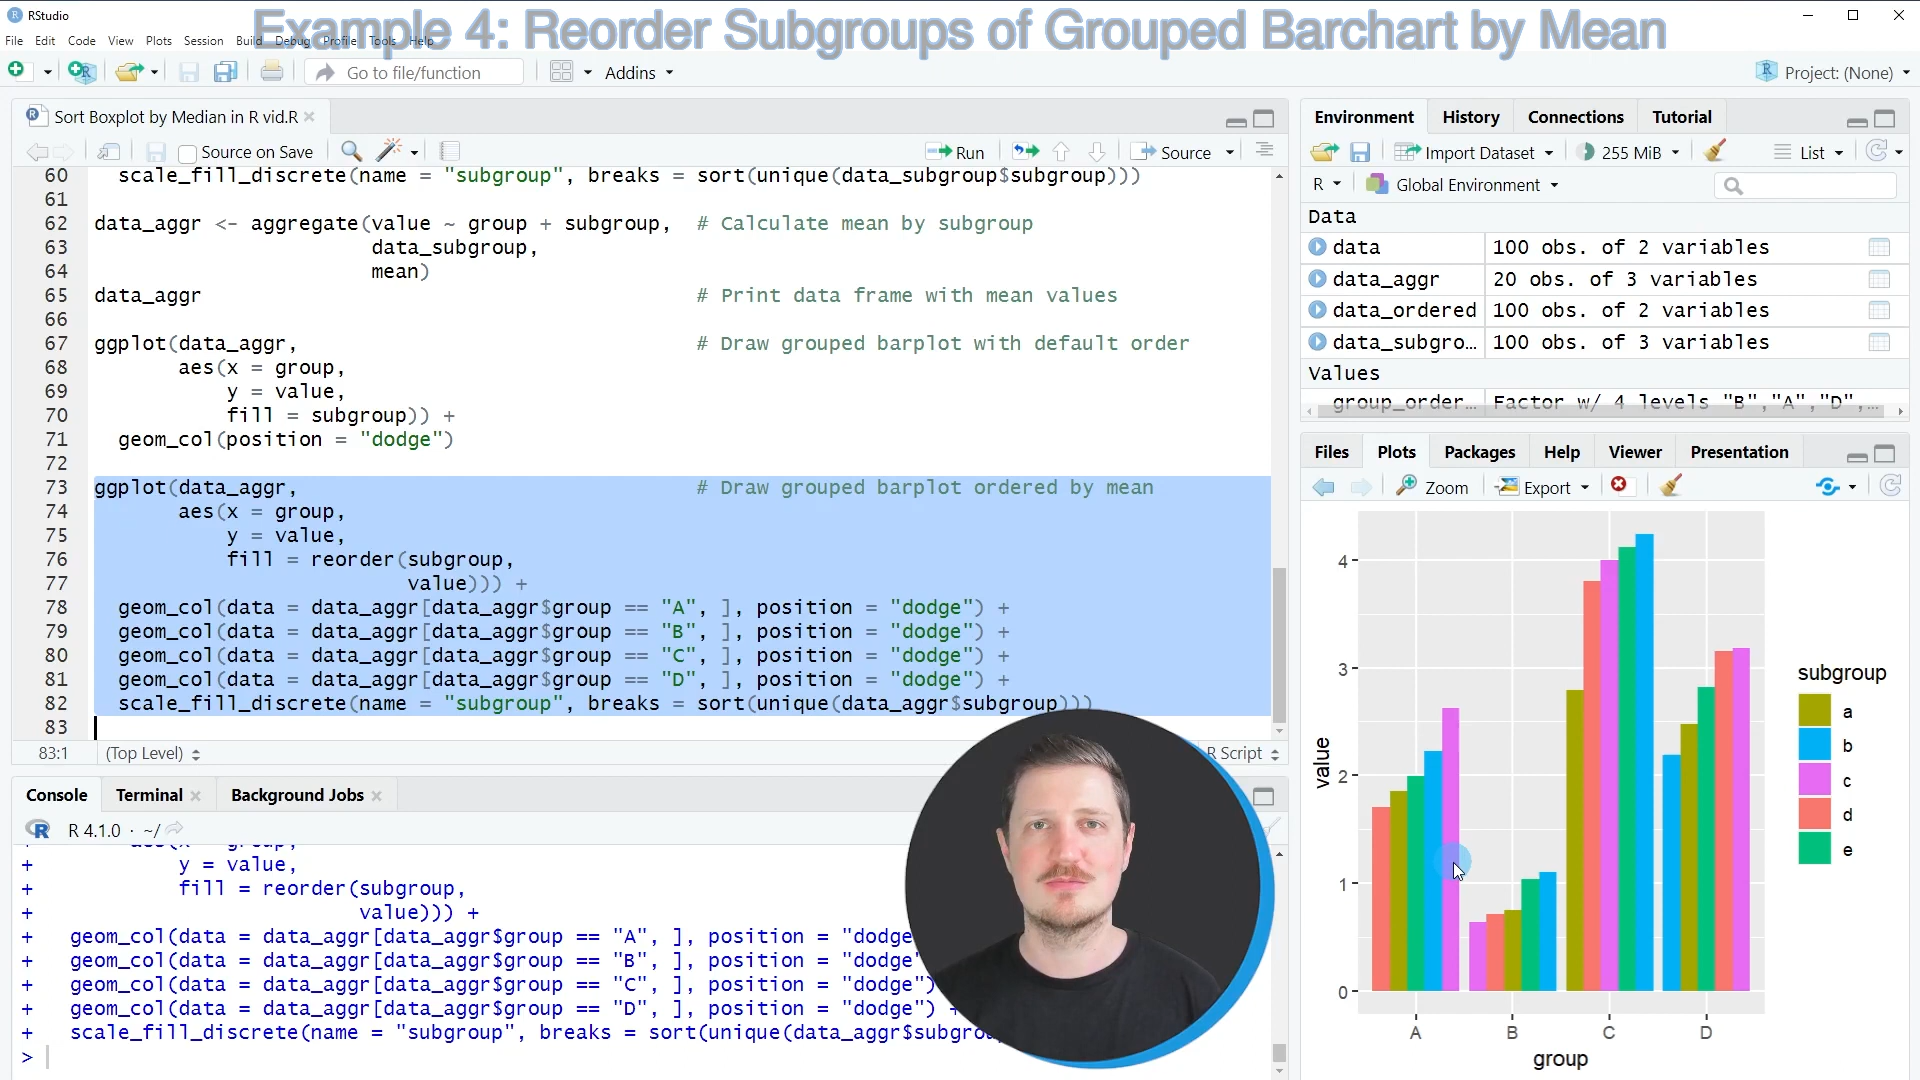 RStudio
Example 4: Reorder Subgroups of Grouped Barchart by Mean
File Edit Code View Plots Session Build Debug Profile Tools Help
Go to file/function Addins Project: (None)
Sort Boxplot by Median in R vid.R
Source on Save Run Source
60 scale_fill_discrete(name = "subgroup", breaks = sort(unique(data_subgroup$subgroup)))
61
62 data_aggr <- aggregate(value ~ group + subgroup, # Calculate mean by subgroup
63 data_subgroup,
64 mean)
65 data_aggr # Print data frame with mean values
66
67 ggplot(data_aggr, # Draw grouped barplot with default order
68 aes(x = group,
69 y = value,
70 fill = subgroup)) +
71 geom_col(position = "dodge")
72
73 ggplot(data_aggr, # Draw grouped barplot ordered by mean
74 aes(x = group,
75 y = value,
76 fill = reorder(subgroup,
77 value))) +
78 geom_col(data = data_aggr[data_aggr$group == "A", ], position = "dodge") +
79 geom_col(data = data_aggr[data_aggr$group == "B", ], position = "dodge") +
80 geom_col(data = data_aggr[data_aggr$group == "C", ], position = "dodge") +
81 geom_col(data = data_aggr[data_aggr$group == "D", ], position = "dodge") +
82 scale_fill_discrete(name = "subgroup", breaks = sort(unique(data_aggr$subgroup)))
83
83:1 (Top Level) R Script
Console Terminal Background Jobs
R 4.1.0 · ~/
+ aes(x = group,
+ y = value,
+ fill = reorder(subgroup,
+ value))) +
+ geom_col(data = data_aggr[data_aggr$group == "A", ], position = "dodge
+ geom_col(data = data_aggr[data_aggr$group == "B", ], position = "dodge"
+ geom_col(data = data_aggr[data_aggr$group == "C", ], position = "dodge")
+ geom_col(data = data_aggr[data_aggr$group == "D", ], position = "dodge") +
+ scale_fill_discrete(name = "subgroup", breaks = sort(unique(data_aggr$subgrou
>
Environment History Connections Tutorial
Import Dataset 255 MiB List
R Global Environment
Data
data 100 obs. of 2 variables
data_aggr 20 obs. of 3 variables
data_ordered 100 obs. of 2 variables
data_subgro… 100 obs. of 3 variables
Values
group_order… Factor w/ 4 levels "B","A","D",…
Files Plots Packages Help Viewer Presentation
Zoom Export
4
3
2
1
0
value
A B C D
group
subgroup
a
b
c
d
e